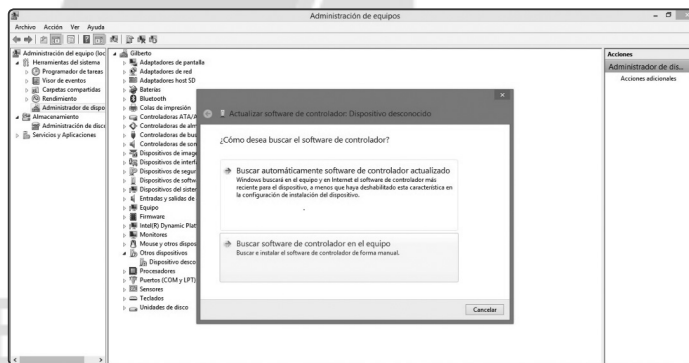 Administración de equipos
Archivo Acción Ver Ayuda
Administración del equipo (loc
Herramientas del sistema
Programador de tareas
Visor de eventos
Carpetas compartidas
Rendimiento
Administrador de dispo
Almacenamiento
Administración de disco
Servicios y Aplicaciones
Gilberto
Adaptadores de pantalla
Adaptadores de red
Adaptadores host SD
Baterías
Bluetooth
Colas de impresión
Controladoras ATA/A
Controladoras de alm
Controladoras de bus
Controladoras de son
Dispositivos de image
Dispositivos de interfa
Dispositivos de segur
Dispositivos de softw
Dispositivos del sister
Entradas y salidas de
Equipo
Firmware
Intel(R) Dynamic Plat
Monitores
Mouse y otros dispos
Otros dispositivos
Dispositivo desco
Procesadores
Puertos (COM y LPT)
Sensores
Teclados
Unidades de disco
Actualizar software de controlador: Dispositivo desconocido
¿Cómo desea buscar el software de controlador?
Buscar automáticamente software de controlador actualizado
Windows buscará en el equipo y en Internet el software de controlador más
reciente para el dispositivo, a menos que haya deshabilitado esta característica en
la configuración de instalación del dispositivo.
Buscar software de controlador en el equipo
Buscar e instalar el software de controlador de forma manual.
Cancelar
Acciones
Administrador de dis...
Acciones adicionales